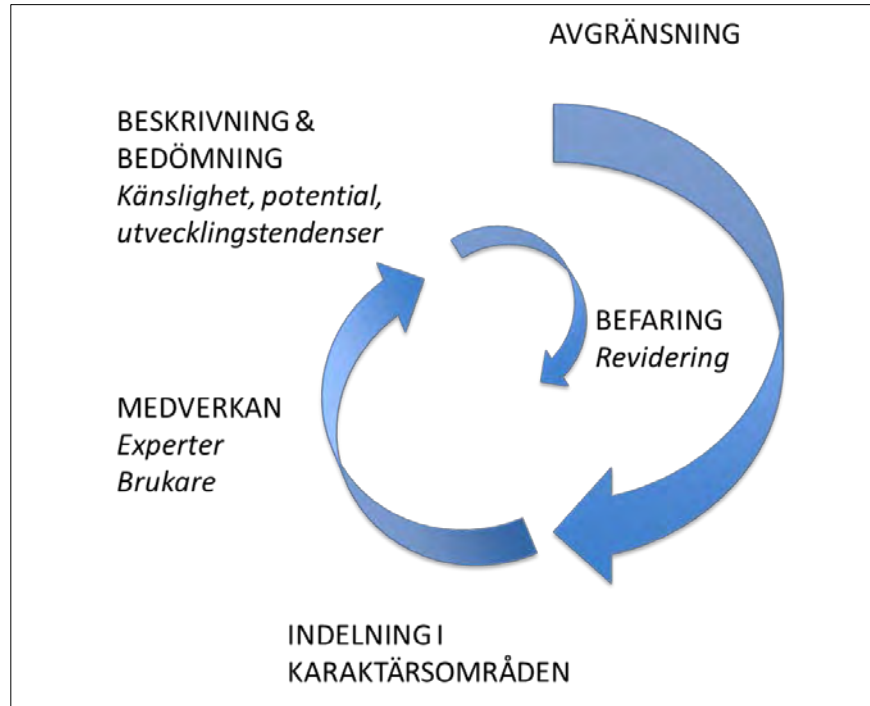 AVGRÄNSNING
BESKRIVNING &
BEDÖMNING
Känslighet, potential,
utvecklingstendenser
BEFARING
Revidering
MEDVERKAN
Experter
Brukare
INDELNING I
KARAKTÄRSOMRÅDEN